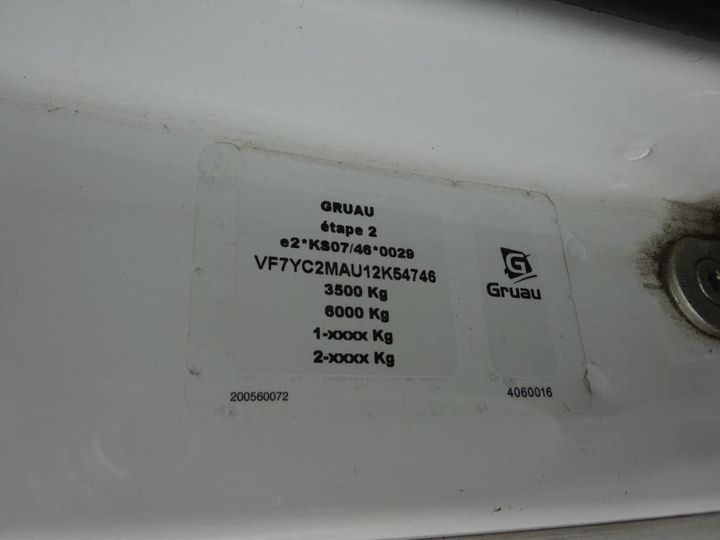 GRUAU
étape 2
e2*KS07/46*0029
VF7YC2MAU12K54746
3500 Kg
6000 Kg
1-xxxx Kg
2-xxxx Kg
G
Gruau
200560072
4060016